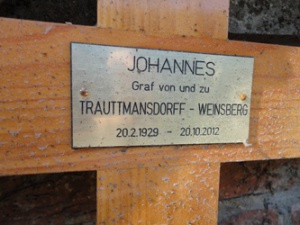 JOHANNES
Graf von und zu
TRAUTTMANSDORFF - WEINSBERG
20.2.1929 - 20.10.2012